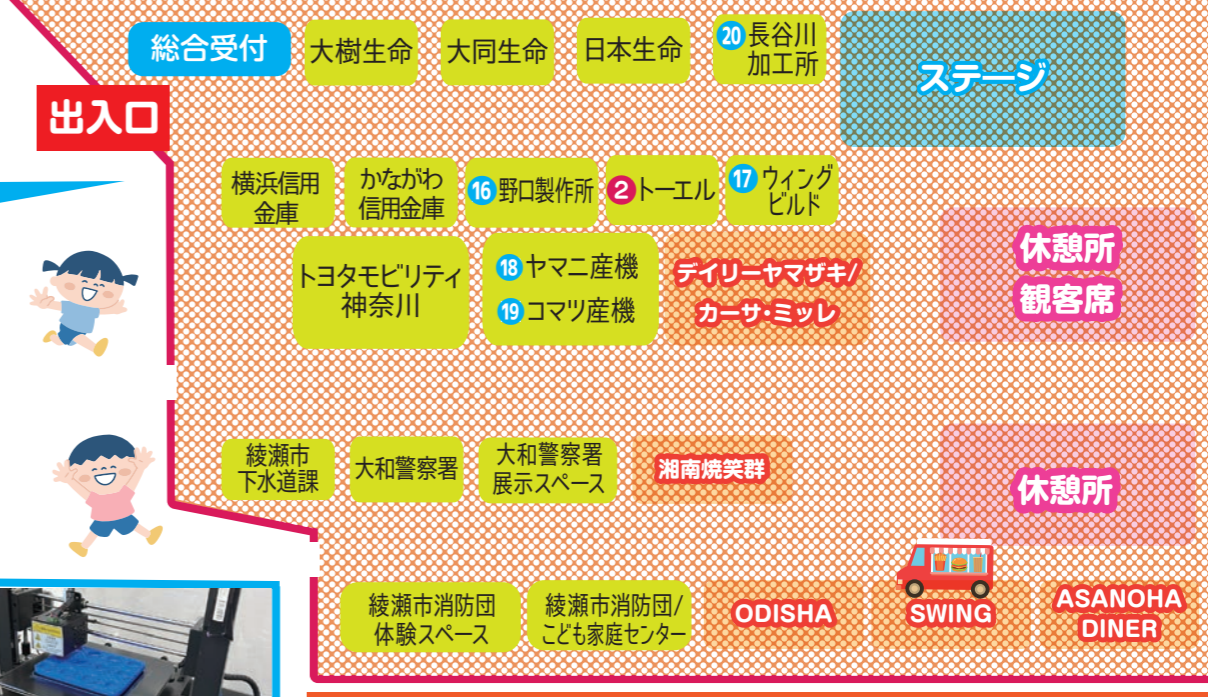 総合受付
大樹生命
大同生命
日本生命
⑳長谷川
加工所
ステージ
出入口
横浜信用
金庫
かながわ
信用金庫
⑯野口製作所
②トーエル
⑰ウィング
ビルド
トヨタモビリティ
神奈川
⑱ヤマニ産機
⑲コマツ産機
デイリーヤマザキ/
カーサ・ミッレ
休憩所
観客席
綾瀬市
下水道課
大和警察署
大和警察署
展示スペース
湘南焼笑群
休憩所
綾瀬市消防団
体験スペース
綾瀬市消防団/
こども家庭センター
ODISHA
SWING
ASANOHA
DINER